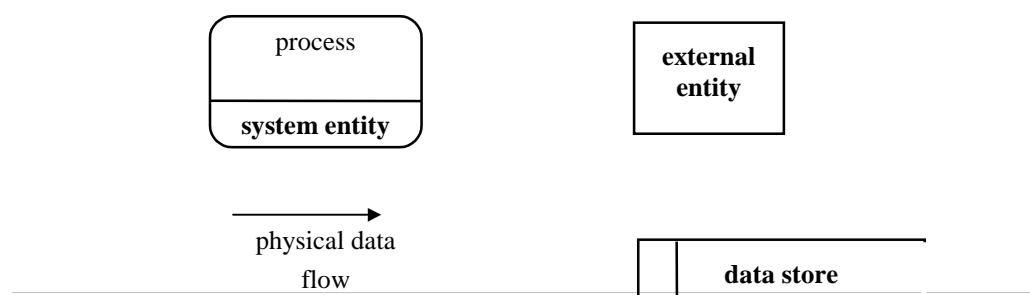 process
system entity
external
entity
physical data
flow
data store